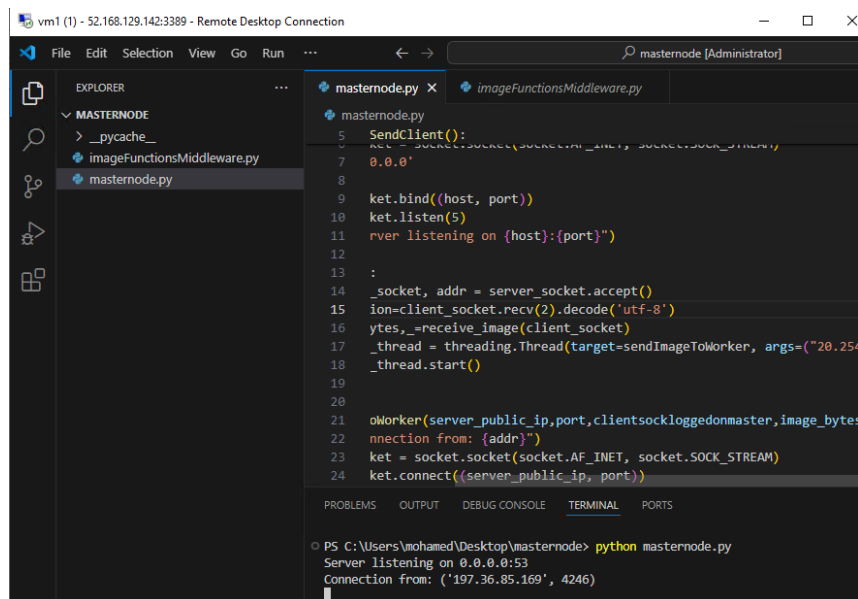 vm1 (1) - 52.168.129.142:3389 - Remote Desktop Connection
File Edit Selection View Go Run ··· masternode [Administrator]
EXPLORER ···
MASTERNODE
__pycache__
imageFunctionsMiddleware.py
masternode.py
masternode.py imageFunctionsMiddleware.py
masternode.py
5 SendClient():
ket = socket.socket(socket.AF_INET, socket.SOCK_STREAM)
7 0.0.0'
8
9 ket.bind((host, port))
10 ket.listen(5)
11 rver listening on {host}:{port}")
12
13 :
14 _socket, addr = server_socket.accept()
15 ion=client_socket.recv(2).decode('utf-8')
16 ytes,_=receive_image(client_socket)
17 _thread = threading.Thread(target=sendImageToWorker, args=("20.254
18 _thread.start()
19
20
21 oWorker(server_public_ip,port,clientsockloggedonmaster,image_bytes
22 nnection from: {addr}")
23 ket = socket.socket(socket.AF_INET, socket.SOCK_STREAM)
24 ket.connect((server_public_ip, port))
PROBLEMS OUTPUT DEBUG CONSOLE TERMINAL PORTS
PS C:\Users\mohamed\Desktop\masternode> python masternode.py
Server listening on 0.0.0.0:53
Connection from: ('197.36.85.169', 4246)